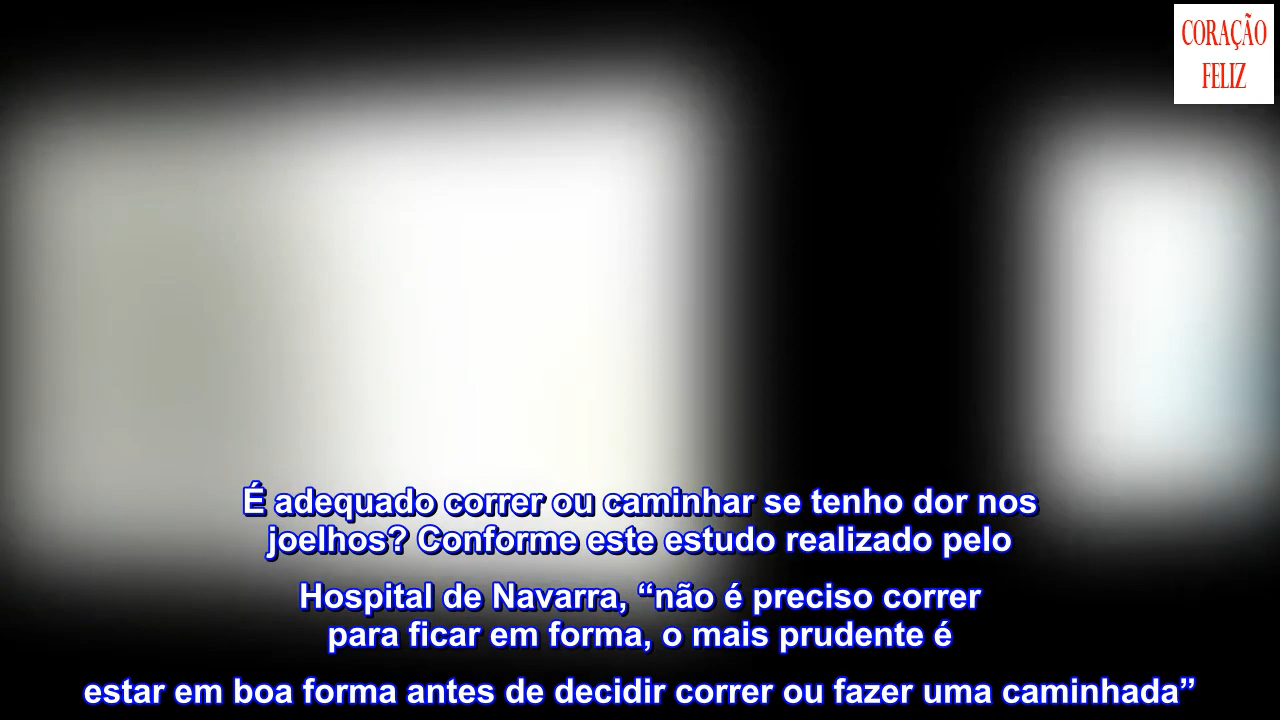 CORAÇÃO
FELIZ
É adequado correr ou caminhar se tenho dor nos
joelhos? Conforme este estudo realizado pelo
Hospital de Navarra, “não é preciso correr
para ficar em forma, o mais prudente é
estar em boa forma antes de decidir correr ou fazer uma caminhada”